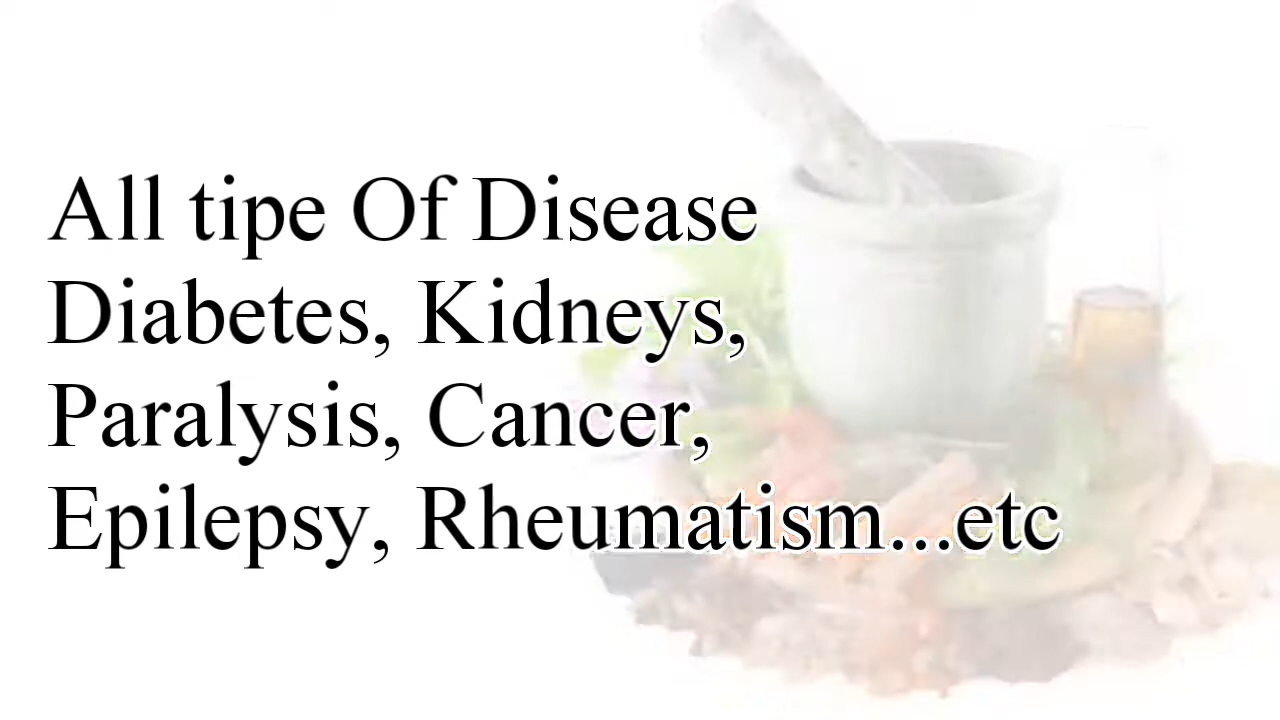 All tipe Of Disease
Diabetes, Kidneys,
Paralysis, Cancer,
Epilepsy, Rheumatism...etc